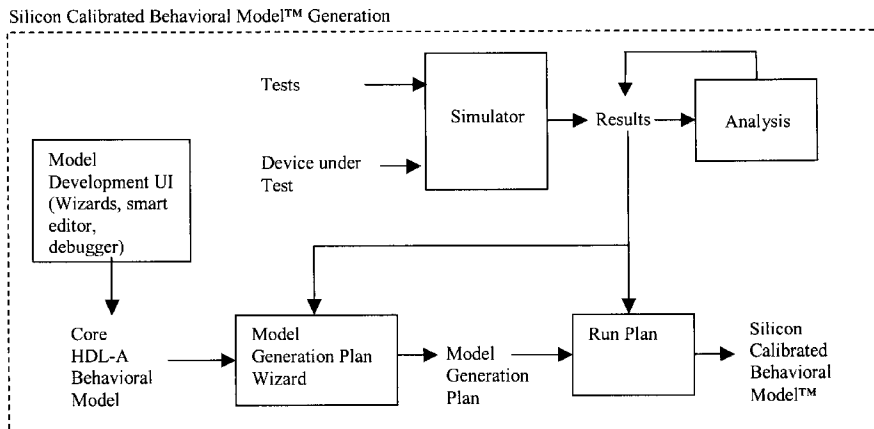 Silicon Calibrated Behavioral Model™ Generation
Tests
Simulator
Results
Analysis
Device under
Test
Model
Development UI
(Wizards, smart
editor,
debugger)
Core
HDL-A
Behavioral
Model
Model
Generation Plan
Wizard
Model
Generation
Plan
Run Plan
Silicon
Calibrated
Behavioral
Model™